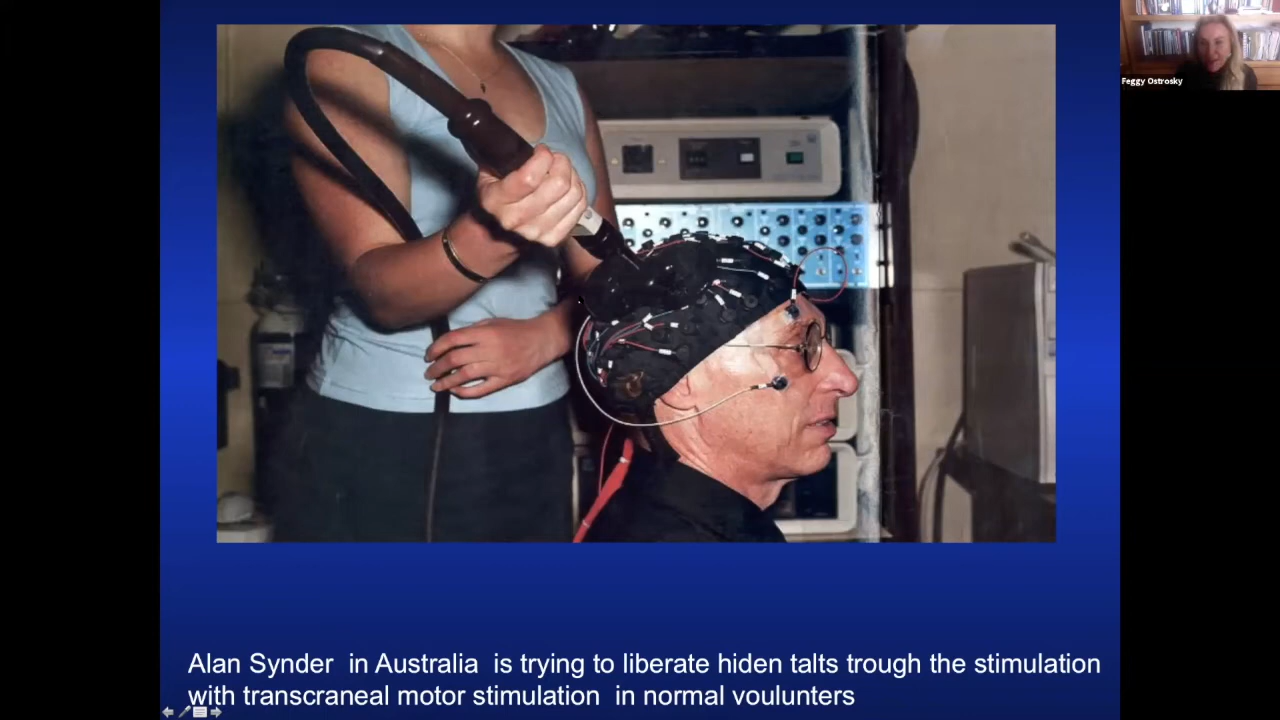 Feggy Ostrosky
Alan Synder in Australia is trying to liberate hiden talts trough the stimulation
with transcraneal motor stimulation in normal voulunters